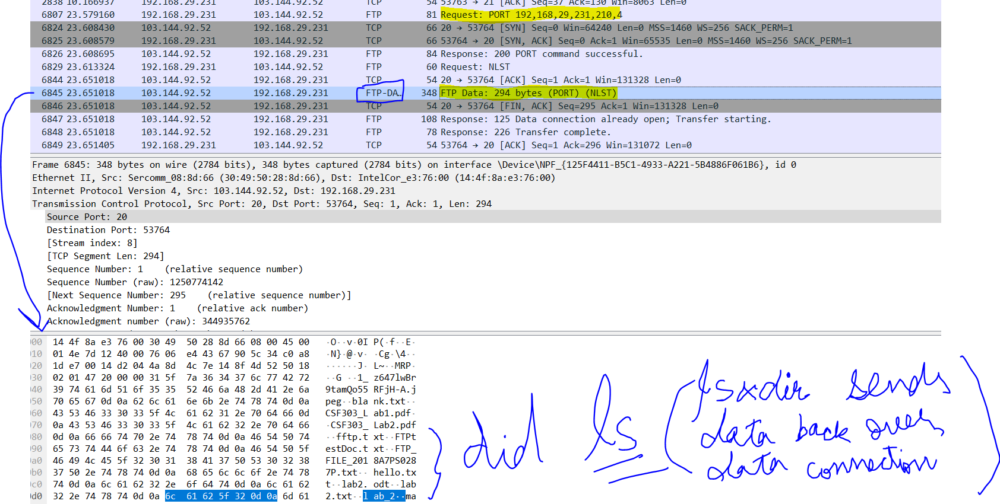 2838 10.166937 192.168.29.231 103.144.92.52 TCP 54 53763 → 21 [ACK] Seq=37 Ack=130 Win=8063 Len=0
6807 23.579160 192.168.29.231 103.144.92.52 FTP 81 Request: PORT 192,168,29,231,210,4
6824 23.608430 103.144.92.52 192.168.29.231 TCP 66 20 → 53764 [SYN] Seq=0 Win=64240 Len=0 MSS=1460 WS=256 SACK_PERM=1
6825 23.608579 192.168.29.231 103.144.92.52 TCP 66 53764 → 20 [SYN, ACK] Seq=0 Ack=1 Win=65535 Len=0 MSS=1460 WS=256 SACK_PERM=1
6826 23.608695 103.144.92.52 192.168.29.231 FTP 84 Response: 200 PORT command successful.
6829 23.613324 192.168.29.231 103.144.92.52 FTP 60 Request: NLST
6844 23.651018 103.144.92.52 192.168.29.231 TCP 54 20 → 53764 [ACK] Seq=1 Ack=1 Win=131328 Len=0
6845 23.651018 103.144.92.52 192.168.29.231 FTP-DA… 348 FTP Data: 294 bytes (PORT) (NLST)
6846 23.651018 103.144.92.52 192.168.29.231 TCP 54 20 → 53764 [FIN, ACK] Seq=295 Ack=1 Win=131328 Len=0
6847 23.651018 103.144.92.52 192.168.29.231 FTP 108 Response: 125 Data connection already open; Transfer starting.
6848 23.651018 103.144.92.52 192.168.29.231 FTP 78 Response: 226 Transfer complete.
6849 23.651405 192.168.29.231 103.144.92.52 TCP 54 53764 → 20 [ACK] Seq=1 Ack=296 Win=131072 Len=0
Frame 6845: 348 bytes on wire (2784 bits), 348 bytes captured (2784 bits) on interface \Device\NPF_{125F4411-B5C1-4933-A221-5B4886F061B6}, id 0
Ethernet II, Src: Sercomm_08:8d:66 (30:49:50:28:8d:66), Dst: IntelCor_e3:76:00 (14:4f:8a:e3:76:00)
Internet Protocol Version 4, Src: 103.144.92.52, Dst: 192.168.29.231
Transmission Control Protocol, Src Port: 20, Dst Port: 53764, Seq: 1, Ack: 1, Len: 294
Source Port: 20
Destination Port: 53764
[Stream index: 8]
[TCP Segment Len: 294]
Sequence Number: 1 (relative sequence number)
Sequence Number (raw): 1250774142
[Next Sequence Number: 295 (relative sequence number)]
Acknowledgment Number: 1 (relative ack number)
Acknowledgment number (raw): 344935762
000 14 4f 8a e3 76 00 30 49 50 28 8d 66 08 00 45 00 ·O··v·0I P(·f··E·
010 01 4e 7d 12 40 00 76 06 e4 43 67 90 5c 34 c0 a8 ·N}·@·v· ·Cg·\4··
020 1d e7 00 14 d2 04 4a 8d 4c 7e 14 8f 4d 52 50 18 ······J· L~··MRP·
030 02 01 47 20 00 00 31 5f 7a 36 34 37 6c 77 42 72 ··G ··1_ z647lwBr
040 39 74 61 6d 51 6f 35 35 52 46 6a 48 2d 41 2e 6a 9tamQo55 RFjH-A.j
050 70 65 67 0d 0a 62 6c 61 6e 6b 2e 74 78 74 0d 0a peg··bla nk.txt··
060 43 53 46 33 30 33 5f 4c 61 62 31 2e 70 64 66 0d CSF303_L ab1.pdf·
070 0a 43 53 46 33 30 33 5f 4c 61 62 32 2e 70 64 66 ·CSF303_ Lab2.pdf
080 0d 0a 66 66 74 70 2e 74 78 74 0d 0a 46 54 50 74 ··fftp.t xt··FTPt
090 65 73 74 44 6f 63 2e 74 78 74 0d 0a 46 54 50 5f estDoc.t xt··FTP_
0a0 46 49 4c 45 5f 32 30 31 38 41 37 50 53 30 32 38 FILE_201 8A7PS028
0b0 37 50 2e 74 78 74 0d 0a 68 65 6c 6c 6f 2e 74 78 7P.txt·· hello.tx
0c0 74 0d 0a 6c 61 62 32 2e 6f 64 74 0d 0a 6c 61 62 t··lab2. odt··lab
0d0 32 2e 74 78 74 0d 0a 6c 61 62 5f 32 0d 0a 6d 61 2.txt··l ab_2··ma
} did ls (lsxdir sends
data back over
data connection)